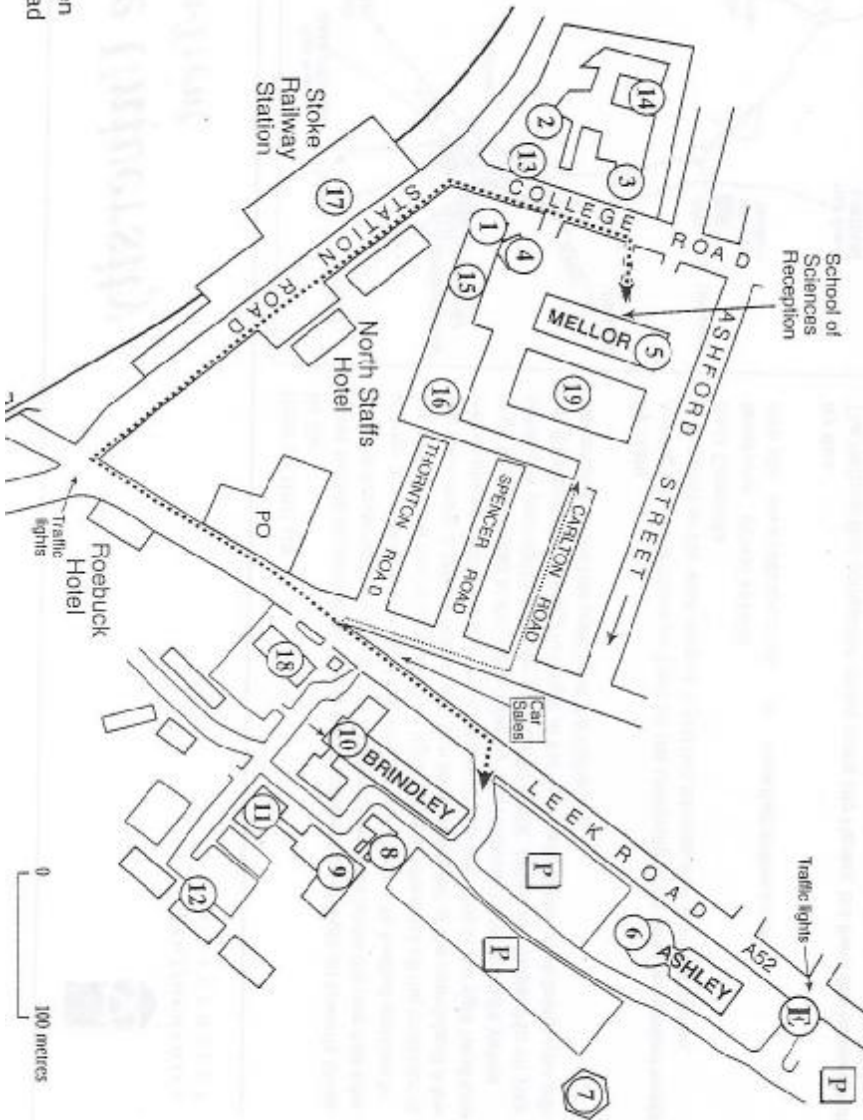 School of
Sciences
Reception
Traffic lights
E
P
ASHFORD STREET
COLLEGE ROAD
A52
LEEK ROAD
ASHLEY
6
7
14
3
2
13
MELLOR
5
19
CARLTON ROAD
SPENCER ROAD
THORNTON ROAD
Car
Sales
P
P
1
4
15
16
BRINDLEY
10
8
9
11
12
18
North Staffs
Hotel
STATION ROAD
17
Stoke
Railway
Station
PO
Roebuck
Hotel
Traffic
lights
0
100 metres